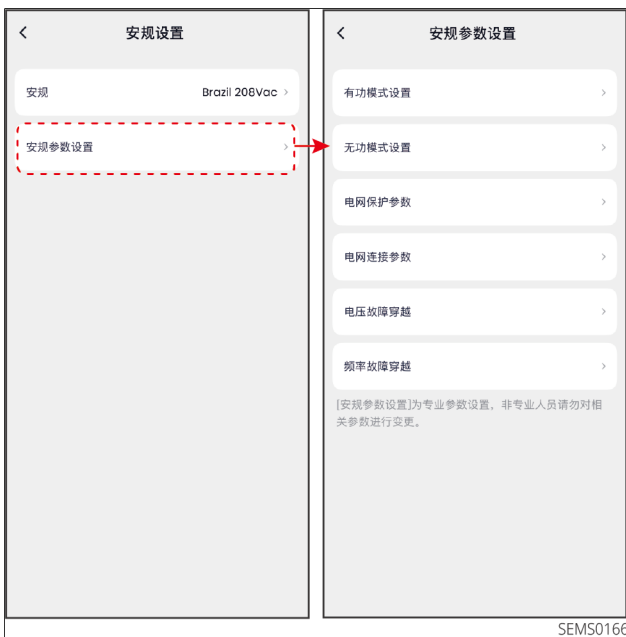 安规设置
安规 Brazil 208Vac
安规参数设置
安规参数设置
有功模式设置
无功模式设置
电网保护参数
电网连接参数
电压故障穿越
频率故障穿越
[安规参数设置]为专业参数设置，非专业人员请勿对相
关参数进行变更。
SEMS0166